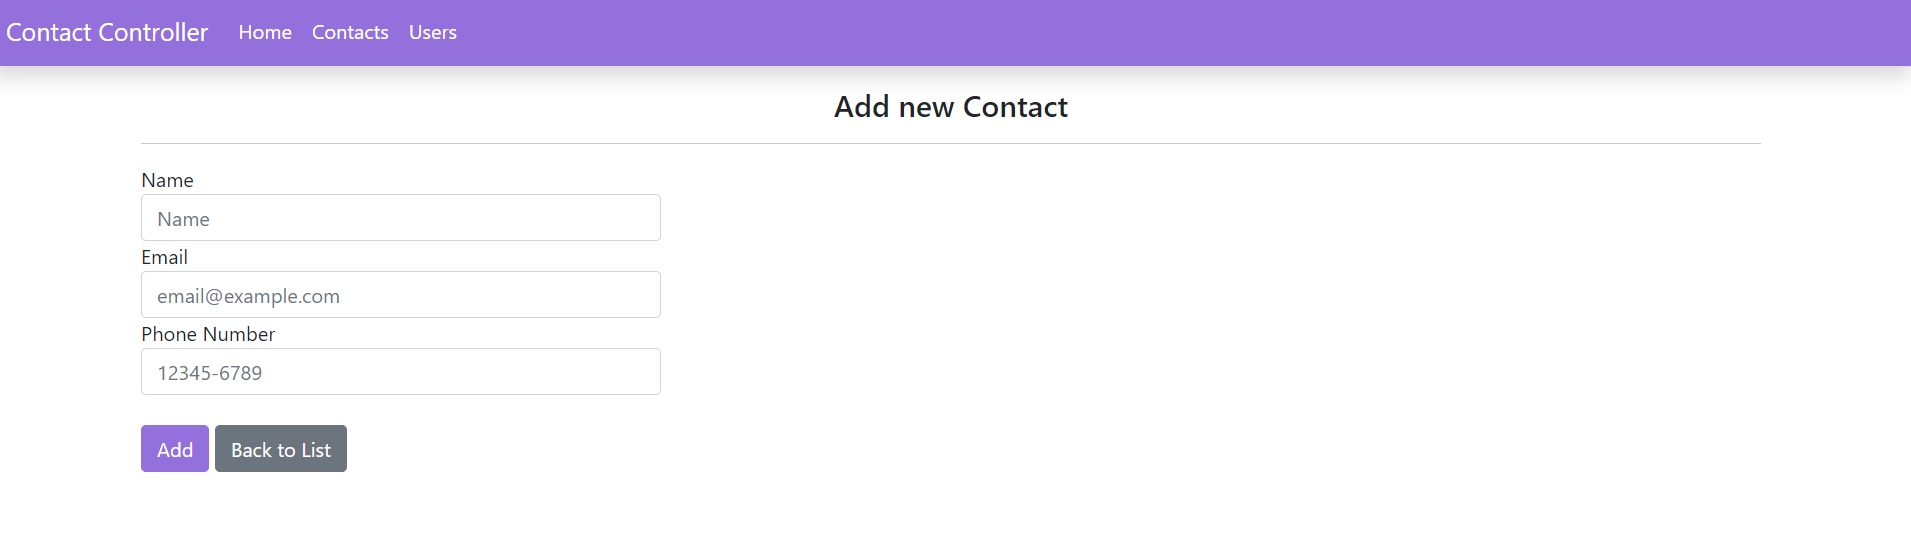 Contact Controller Home Contacts Users
Add new Contact
Name
Name
Email
email@example.com
Phone Number
12345-6789
Add Back to List